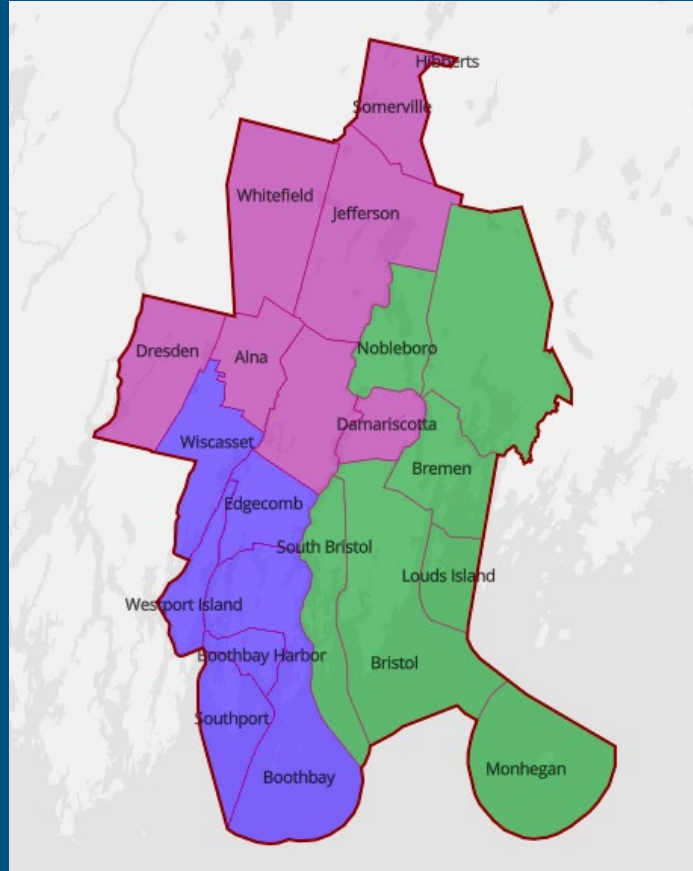 Hibberts
Somerville
Whitefield
Jefferson
Dresden
Alna
Nobleboro
Damariscotta
Wiscasset
Bremen
Edgecomb
South Bristol
Louds Island
Westport Island
Boothbay Harbor
Bristol
Southport
Monhegan
Boothbay